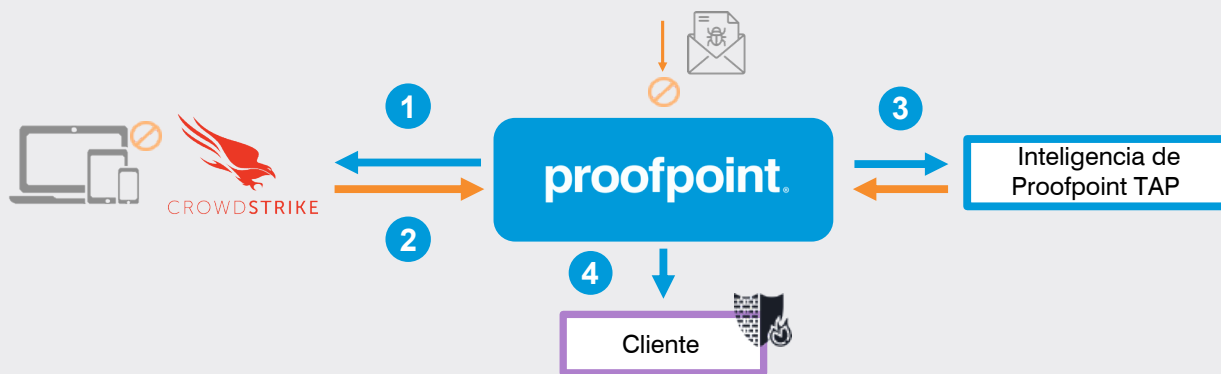 1
3
CROWDSTRIKE
proofpoint.
Inteligencia de
Proofpoint TAP
2
4
Cliente